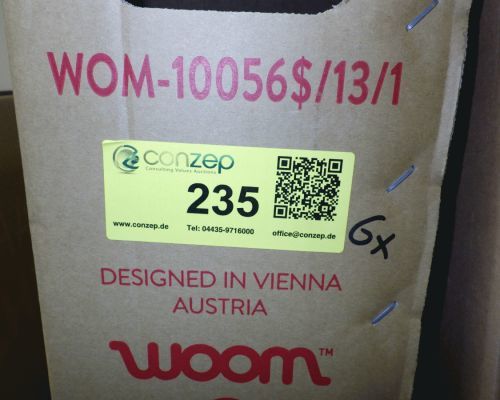 WOM-10056$/13/1
conzep
Consulting Values Auctions
235
www.conzep.de Tel: 04435-9716000 office@conzep.de
6x
DESIGNED IN VIENNA
AUSTRIA
woom™